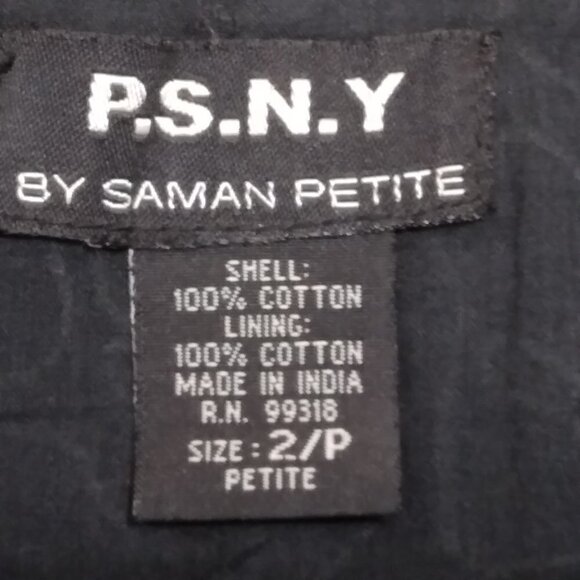 P.S.N.Y
BY SAMAN PETITE
SHELL:
100% COTTON
LINING:
100% COTTON
MADE IN INDIA
R.N. 99318
SIZE: 2/P
PETITE